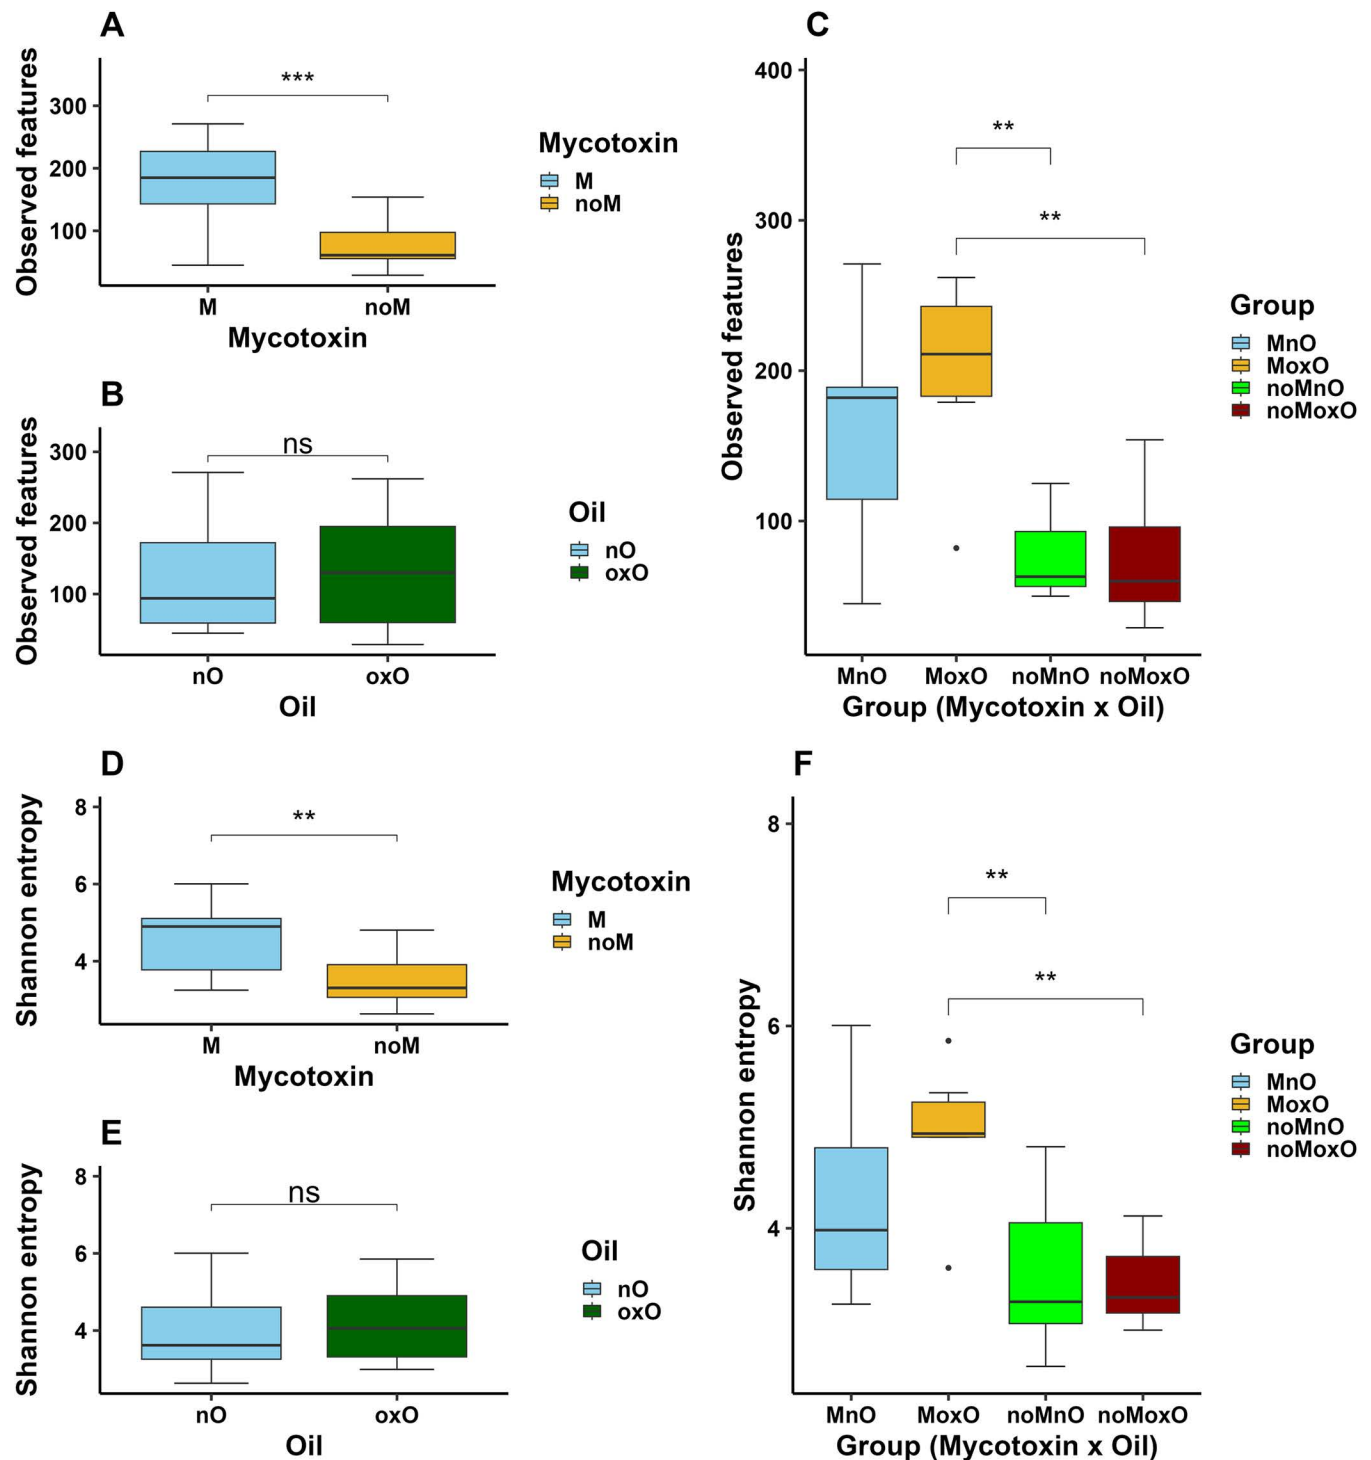 A
Observed features
300
200
100
***
M
noM
Mycotoxin
Mycotoxin
M
noM
B
Observed features
300
200
100
ns
nO
oxO
Oil
Oil
nO
oxO
C
Observed features
400
300
200
100
**
**
MnO
MoxO
noMnO
noMoxO
Group (Mycotoxin x Oil)
Group
MnO
MoxO
noMnO
noMoxO
D
Shannon entropy
8
6
4
**
M
noM
Mycotoxin
Mycotoxin
M
noM
E
Shannon entropy
8
6
4
ns
nO
oxO
Oil
Oil
nO
oxO
F
Shannon entropy
8
6
4
**
**
MnO
MoxO
noMnO
noMoxO
Group (Mycotoxin x Oil)
Group
MnO
MoxO
noMnO
noMoxO